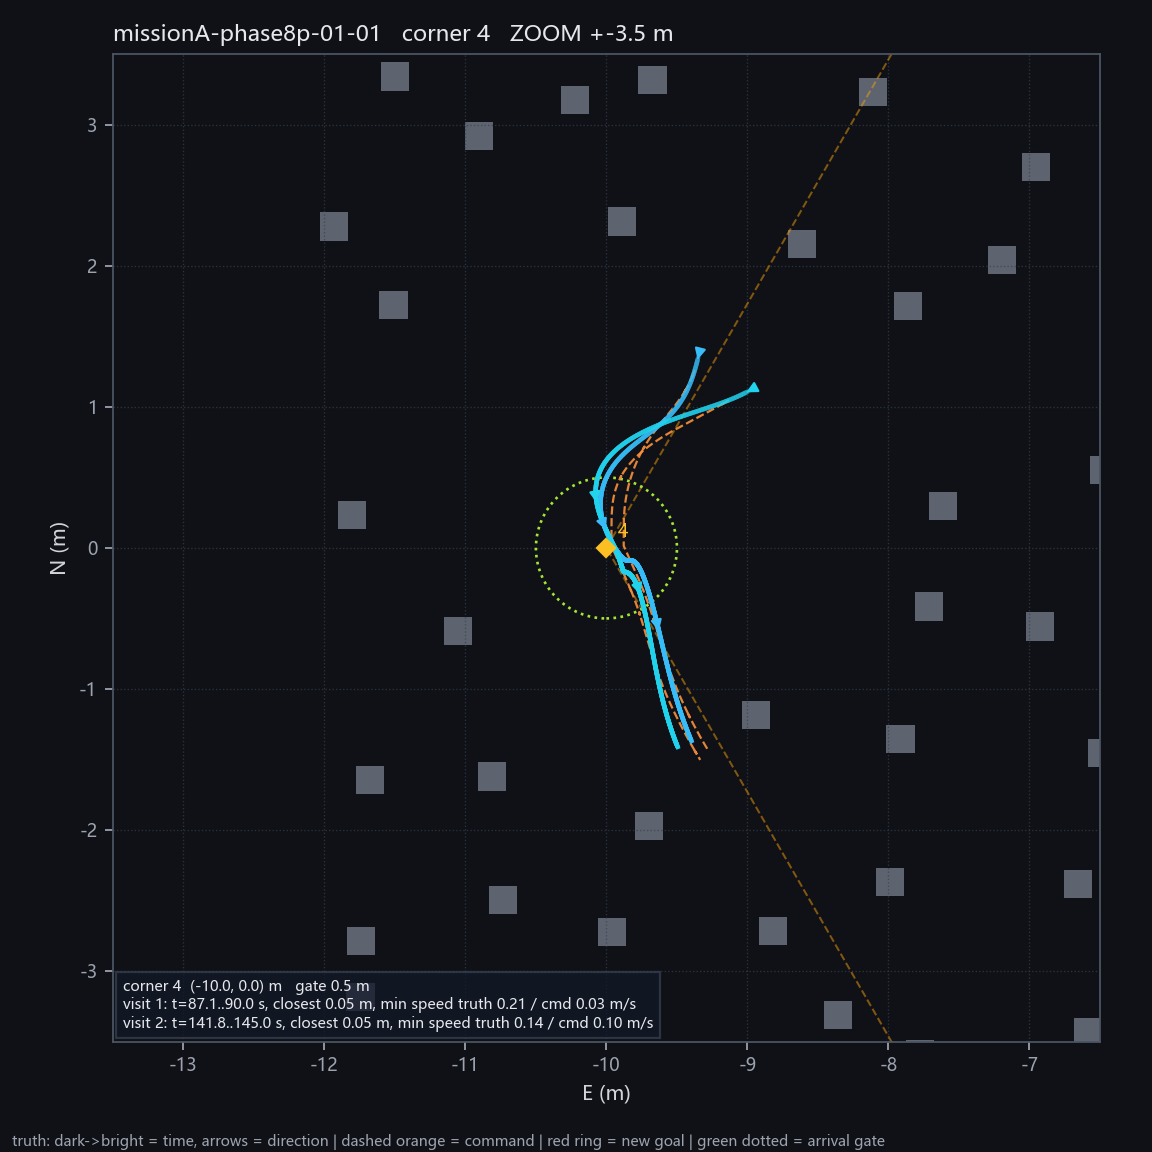 missionA-phase8p-01-01 corner 4 ZOOM +-3.5 m
3
2
1
0
-1
-2
-3
N (m)
4
corner 4 (-10.0, 0.0) m gate 0.5 m
visit 1: t=87.1..90.0 s, closest 0.05 m, min speed truth 0.21 / cmd 0.03 m/s
visit 2: t=141.8..145.0 s, closest 0.05 m, min speed truth 0.14 / cmd 0.10 m/s
-13 -12 -11 -10 -9 -8 -7
E (m)
truth: dark->bright = time, arrows = direction | dashed orange = command | red ring = new goal | green dotted = arrival gate